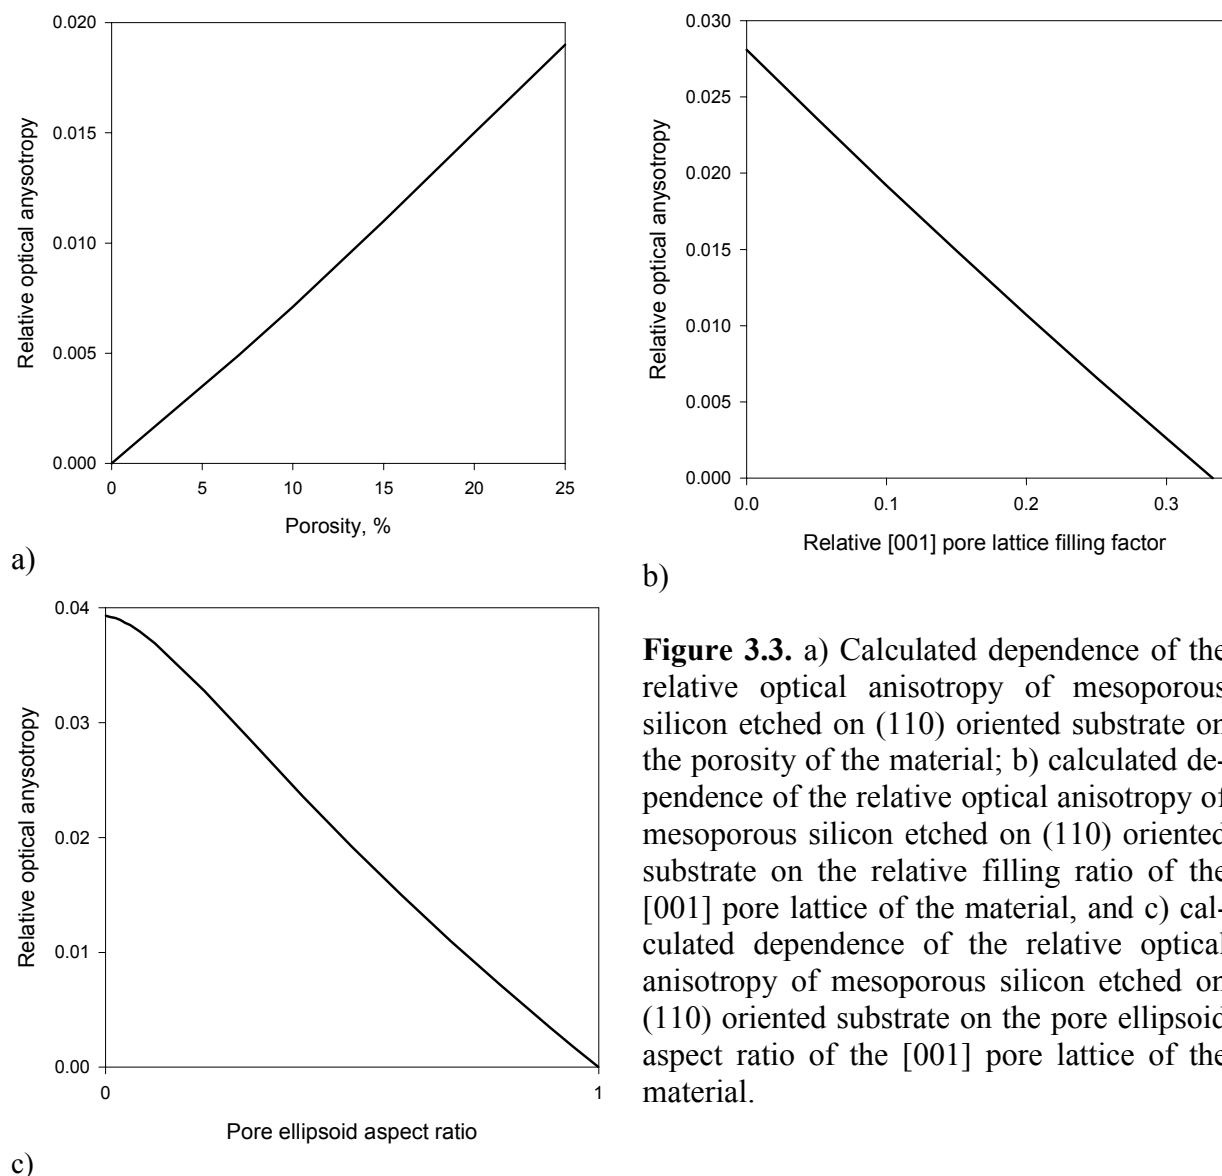 0.020
0.015
0.010
0.005
0.000
Relative optical anysotropy
0
5
10
15
20
25
Porosity, %
a)
0.030
0.025
0.020
0.015
0.010
0.005
0.000
Relative optical anysotropy
0.0
0.1
0.2
0.3
Relative [001] pore lattice filling factor
b)
0.04
0.03
0.02
0.01
0.00
Relative optical anysotropy
0
1
Pore ellipsoid aspect ratio
c)
Figure 3.3. a) Calculated dependence of the
relative optical anisotropy of mesoporous
silicon etched on (110) oriented substrate on
the porosity of the material; b) calculated de-
pendence of the relative optical anisotropy of
mesoporous silicon etched on (110) oriented
substrate on the relative filling ratio of the
[001] pore lattice of the material, and c) cal-
culated dependence of the relative optical
anisotropy of mesoporous silicon etched on
(110) oriented substrate on the pore ellipsoid
aspect ratio of the [001] pore lattice of the
material.